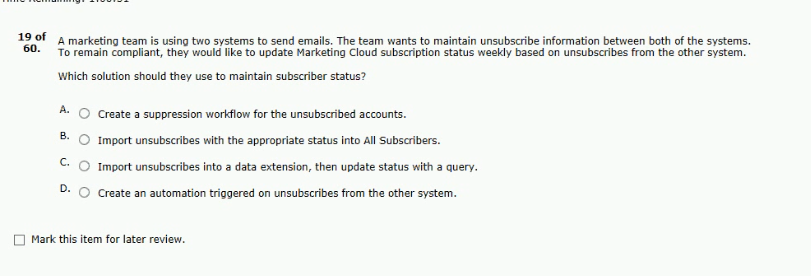 19 of
60.
A marketing team is using two systems to send emails. The team wants to maintain unsubscribe information between both of the systems.
To remain compliant, they would like to update Marketing Cloud subscription status weekly based on unsubscribes from the other system.
Which solution should they use to maintain subscriber status?
A. Create a suppression workflow for the unsubscribed accounts.
B. Import unsubscribes with the appropriate status into All Subscribers.
C. Import unsubscribes into a data extension, then update status with a query.
D. Create an automation triggered on unsubscribes from the other system.
Mark this item for later review.